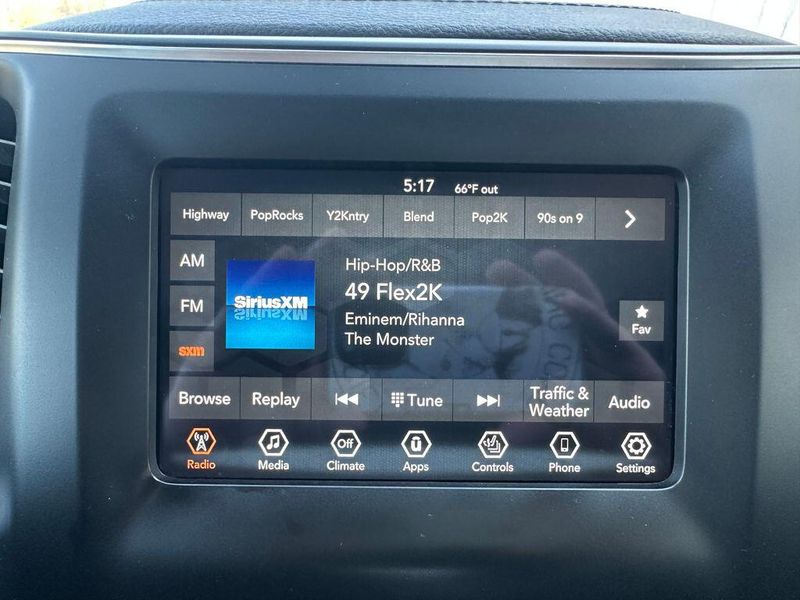 5:17 66°F out
Highway PopRocks Y2Kntry Blend Pop2K 90s on 9
AM
FM
sxm
SiriusXM
Hip-Hop/R&B
49 Flex2K
Eminem/Rihanna
The Monster
Fav
Browse Replay Tune Traffic & Weather Audio
Radio Media Off Climate Apps Controls Phone Settings